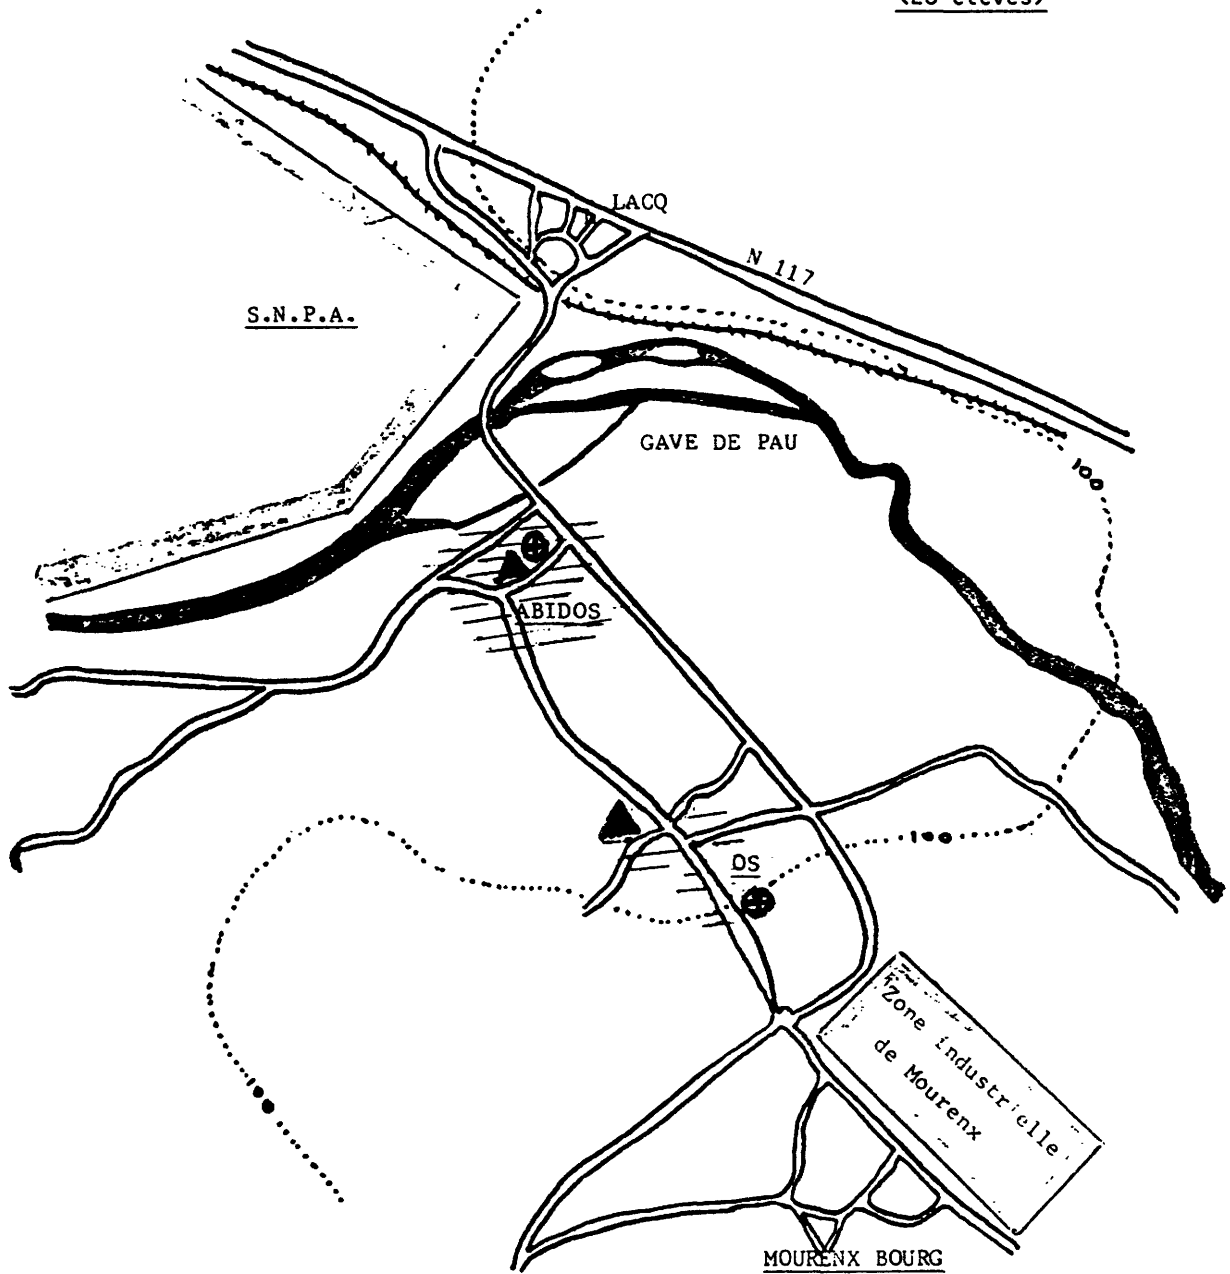 LACQ
N 117
S.N.P.A.
GAVE DE PAU
100
ABIDOS
100
OS
Zone industrielle
de Mourenx
MOURENX BOURG